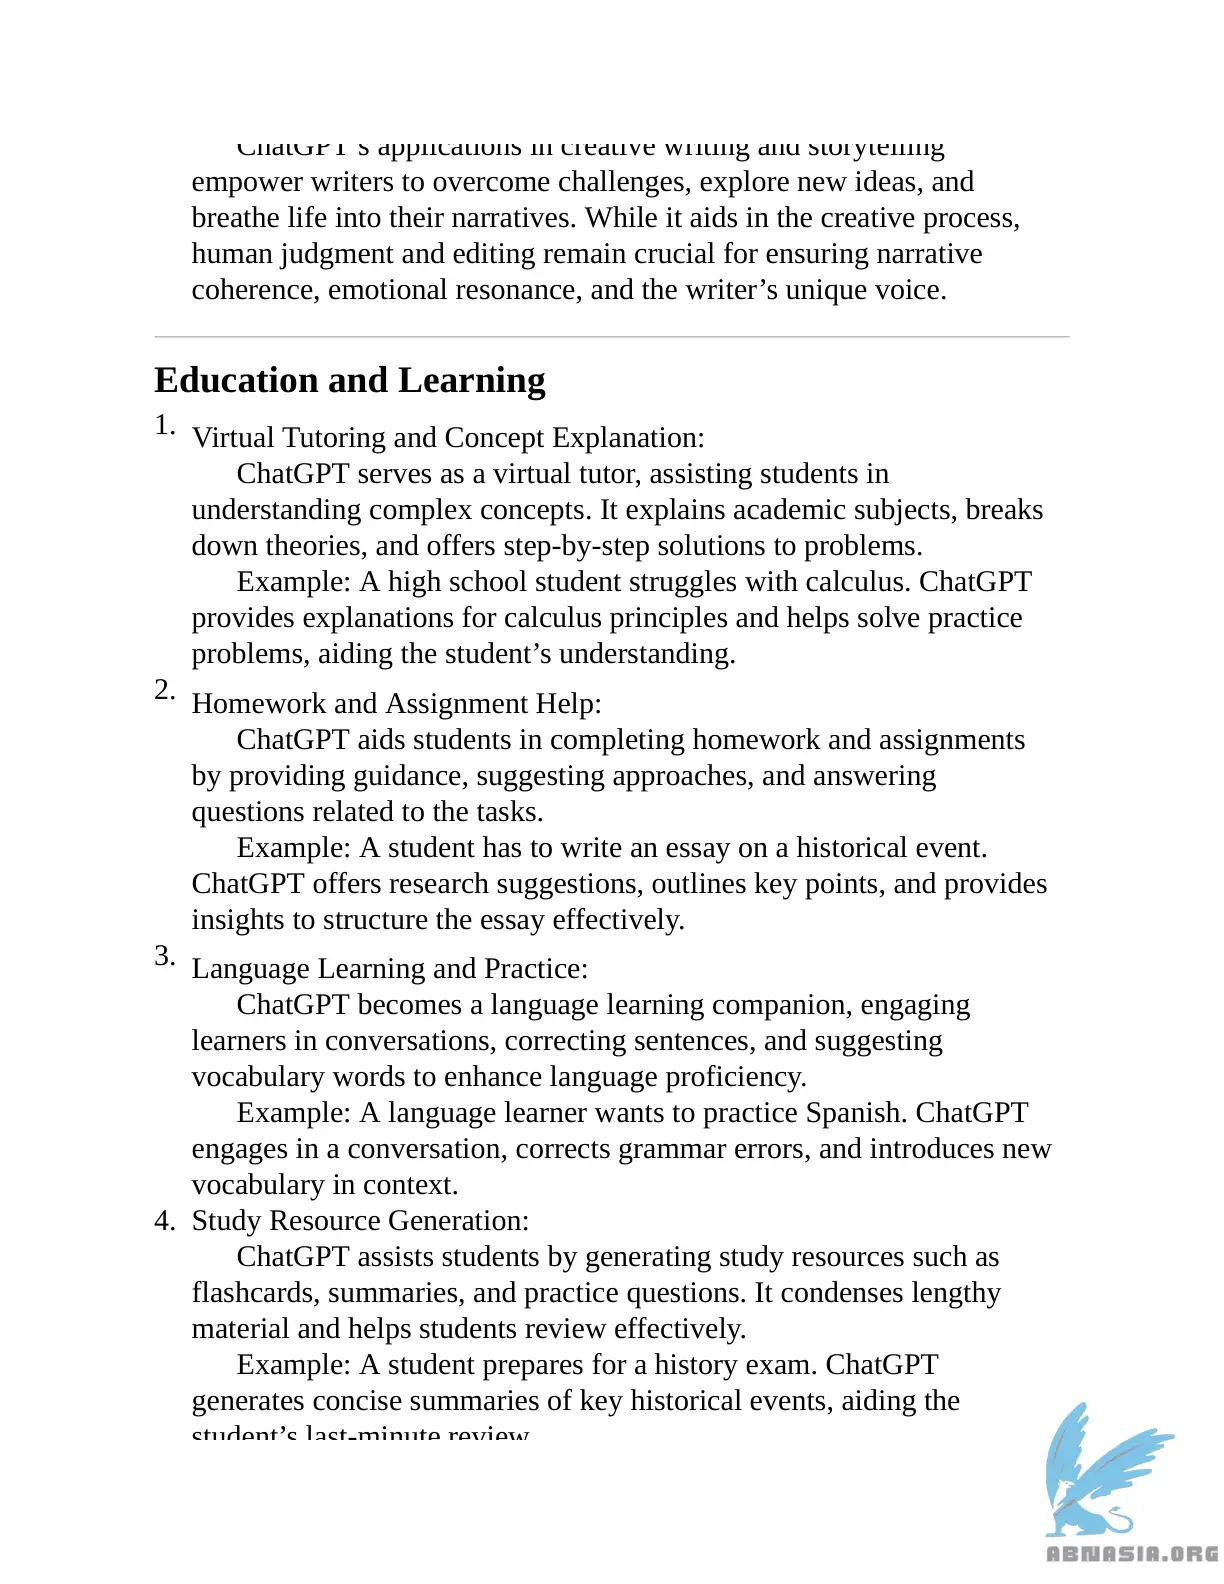 ChatGPT's applications in creative writing and storytelling
empower writers to overcome challenges, explore new ideas, and
breathe life into their narratives. While it aids in the creative process,
human judgment and editing remain crucial for ensuring narrative
coherence, emotional resonance, and the writer’s unique voice.
Education and Learning
1. Virtual Tutoring and Concept Explanation:
ChatGPT serves as a virtual tutor, assisting students in
understanding complex concepts. It explains academic subjects, breaks
down theories, and offers step-by-step solutions to problems.
Example: A high school student struggles with calculus. ChatGPT
provides explanations for calculus principles and helps solve practice
problems, aiding the student’s understanding.
2. Homework and Assignment Help:
ChatGPT aids students in completing homework and assignments
by providing guidance, suggesting approaches, and answering
questions related to the tasks.
Example: A student has to write an essay on a historical event.
ChatGPT offers research suggestions, outlines key points, and provides
insights to structure the essay effectively.
3. Language Learning and Practice:
ChatGPT becomes a language learning companion, engaging
learners in conversations, correcting sentences, and suggesting
vocabulary words to enhance language proficiency.
Example: A language learner wants to practice Spanish. ChatGPT
engages in a conversation, corrects grammar errors, and introduces new
vocabulary in context.
4. Study Resource Generation:
ChatGPT assists students by generating study resources such as
flashcards, summaries, and practice questions. It condenses lengthy
material and helps students review effectively.
Example: A student prepares for a history exam. ChatGPT
generates concise summaries of key historical events, aiding the
student’s last-minute review
ABNASIA.ORG